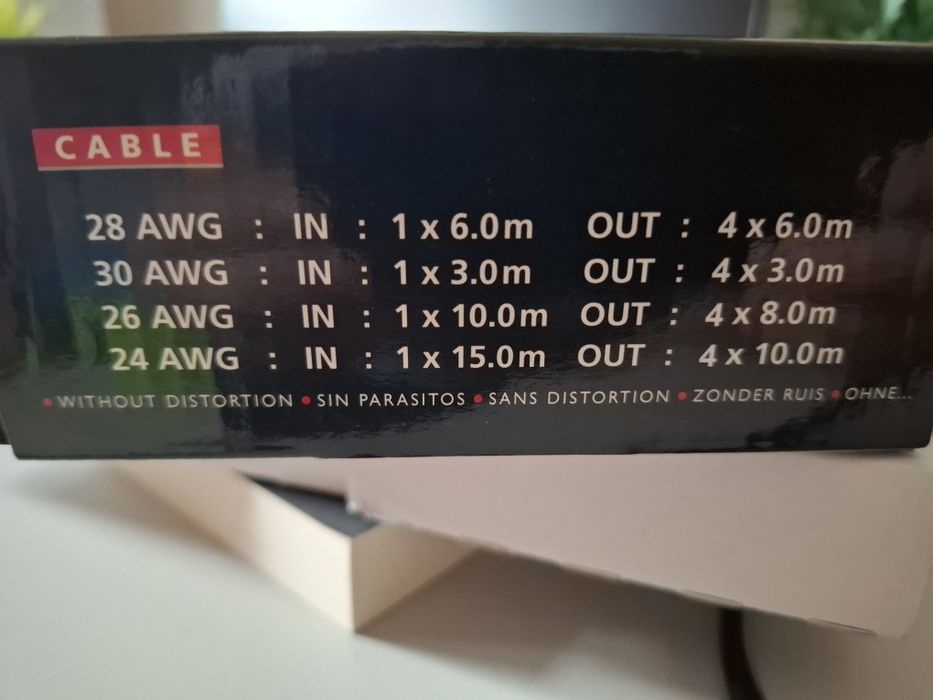 CABLE
28 AWG : IN : 1 x 6.0m OUT : 4 x 6.0m
30 AWG : IN : 1 x 3.0m OUT : 4 x 3.0m
26 AWG : IN : 1 x 10.0m OUT : 4 x 8.0m
24 AWG : IN : 1 x 15.0m OUT : 4 x 10.0m
•WITHOUT DISTORTION •SIN PARASITOS •SANS DISTORTION •ZONDER RUIS •OHNE...